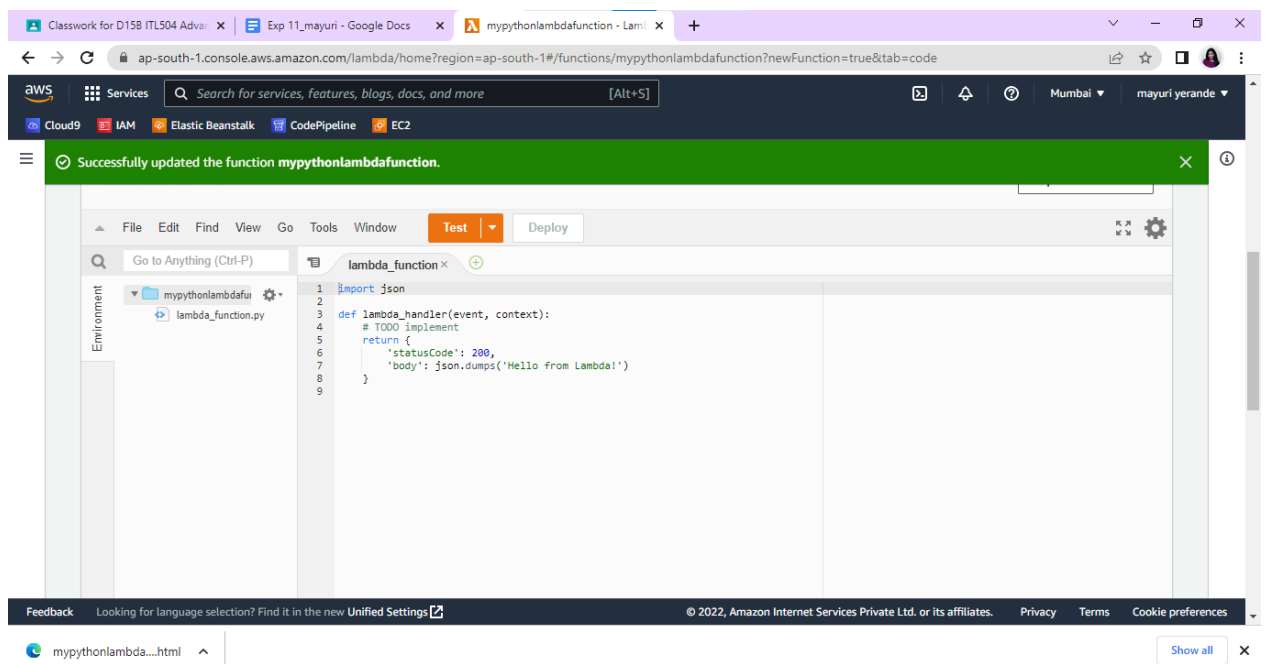 Classwork for D15B ITL504 Advan
Exp 11_mayuri - Google Docs
mypythonlambdafunction - Lamb
ap-south-1.console.aws.amazon.com/lambda/home?region=ap-south-1#/functions/mypythonlambdafunction?newFunction=true&tab=code
aws Services Search for services, features, blogs, docs, and more [Alt+S] Mumbai ▼ mayuri yerande ▼
Cloud9 IAM Elastic Beanstalk CodePipeline EC2
Successfully updated the function mypythonlambdafunction.
File Edit Find View Go Tools Window Test Deploy
Go to Anything (Ctrl-P) lambda_function
Environment
mypythonlambdafu
lambda_function.py
1 import json
2
3 def lambda_handler(event, context):
4 # TODO implement
5 return {
6 'statusCode': 200,
7 'body': json.dumps('Hello from Lambda!')
8 }
9
Feedback Looking for language selection? Find it in the new Unified Settings © 2022, Amazon Internet Services Private Ltd. or its affiliates. Privacy Terms Cookie preferences
mypythonlambda....html Show all